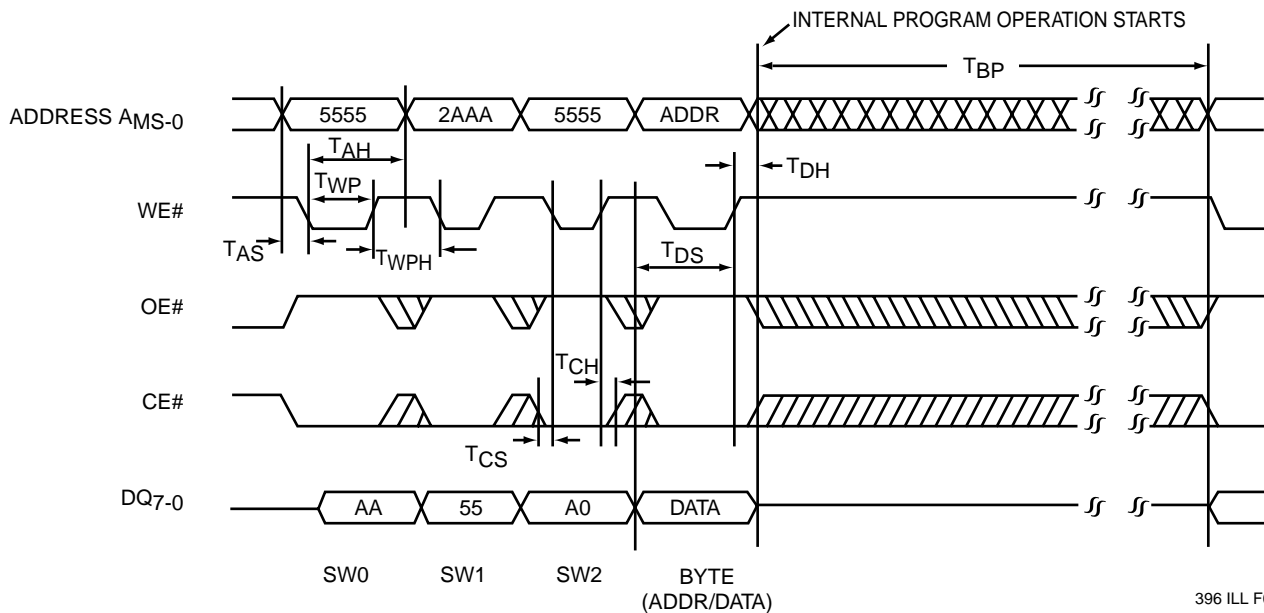 INTERNAL PROGRAM OPERATION STARTS
TBP
ADDRESS AMS-0
5555
2AAA
5555
ADDR
TAH
TDH
TWP
WE#
TAS
TWPH
TDS
OE#
TCH
CE#
TCS
DQ7-0
AA
55
A0
DATA
SW0
SW1
SW2
BYTE
(ADDR/DATA)
396 ILL F